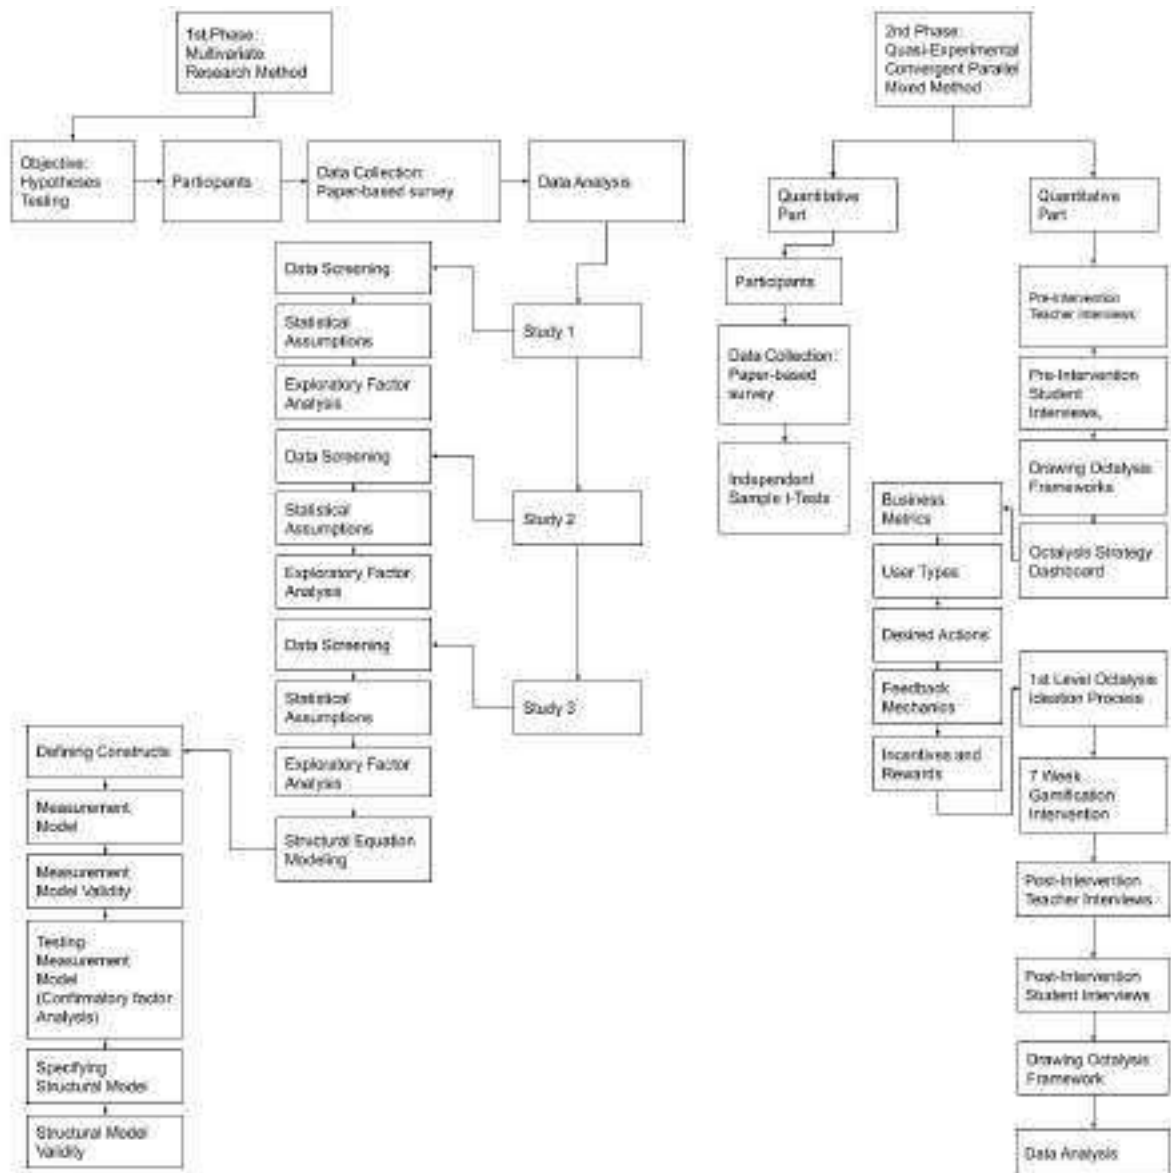 1st Phase:
Multivariate
Research Method
Objective:
Hypotheses
Testing
Participants
Data Collection:
Paper-based survey
Data Analysis
Data Screening
Statistical
Assumptions
Exploratory Factor
Analysis
Study 1
Data Screening
Statistical
Assumptions
Exploratory Factor
Analysis
Study 2
Data Screening
Statistical
Assumptions
Exploratory Factor
Analysis
Study 3
Structural Equation
Modeling
Defining Constructs
Measurement
Model
Measurement
Model Validity
Testing
Measurement
Model
(Confirmatory factor
Analysis)
Specifying
Structural Model
Structural Model
Validity
2nd Phase:
Quasi-Experimental
Convergent Parallel
Mixed Method
Quantitative
Part
Participants
Data Collection:
Paper-based
survey
Independent
Sample t-Tests
Quantitative
Part
Pre-Intervention
Teacher interviews
Pre-Intervention
Student
Interviews,
Drawing Octalysis
Frameworks
Octalysis Strategy
Dashboard
Business
Metrics
User Types
Desired Actions
Feedback
Mechanics
Incentives and
Rewards
1st Level Octalysis
Ideation Process
7 Week
Gamification
Intervention
Post-Intervention
Teacher Interviews
Post-Intervention
Student Interviews
Drawing Octalysis
Framework
Data Analysis